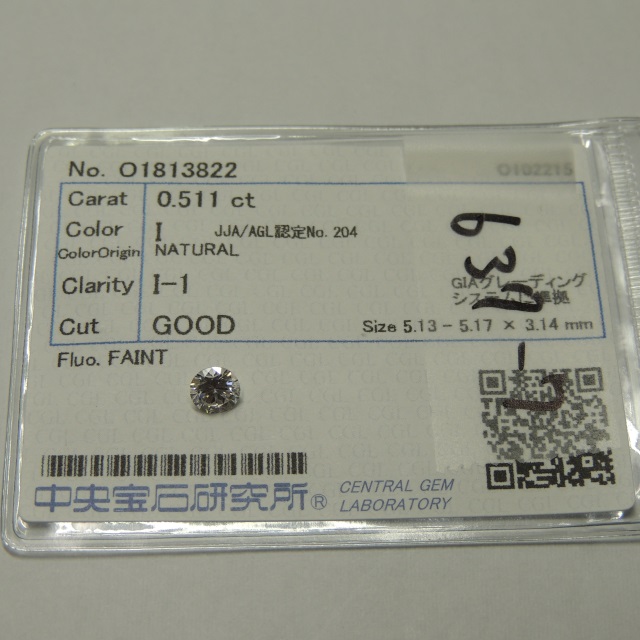 No. O1813822
O102215
Carat 0.511 ct
Color I JJA/AGL認定No. 204
ColorOrigin NATURAL
Clarity I-1
GIAグレーディング
Cut GOOD Size 5.13 - 5.17 × 3.14 mm
Fluo. FAINT
中央宝石研究所® CENTRAL GEM
LABORATORY